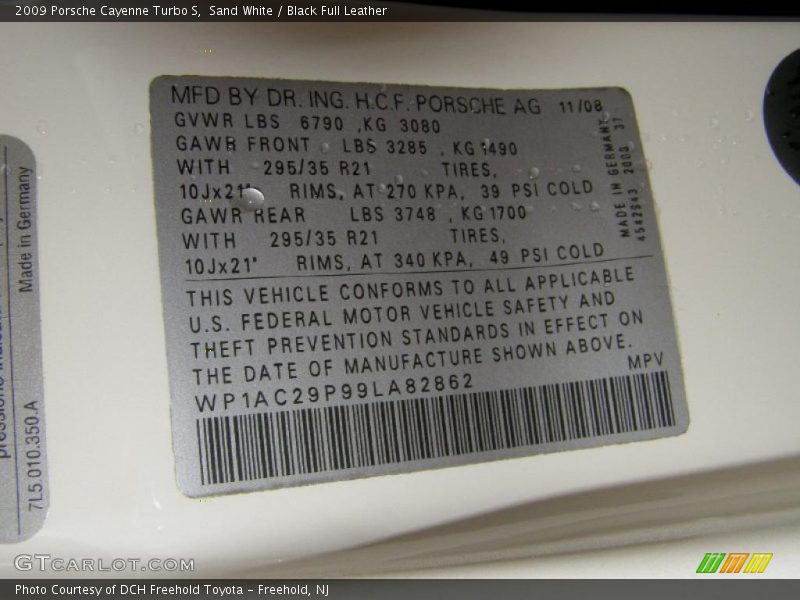 2009 Porsche Cayenne Turbo S, Sand White / Black Full Leather
MFD BY DR. ING. H.C.F. PORSCHE AG 11/08
GVWR LBS 6790 ,KG 3080
GAWR FRONT LBS 3285 , KG 1490
WITH 295/35 R21 TIRES,
10Jx21" RIMS, AT 270 KPA, 39 PSI COLD
GAWR REAR LBS 3748 , KG 1700
WITH 295/35 R21 TIRES,
10Jx21" RIMS, AT 340 KPA, 49 PSI COLD
MADE IN GERMANY
THIS VEHICLE CONFORMS TO ALL APPLICABLE
U.S. FEDERAL MOTOR VEHICLE SAFETY AND
THEFT PREVENTION STANDARDS IN EFFECT ON
THE DATE OF MANUFACTURE SHOWN ABOVE.
WP1AC29P99LA82862 MPV
Made in Germany
7L5.010.350.A
GTCARLOT.COM
Photo Courtesy of DCH Freehold Toyota - Freehold, NJ